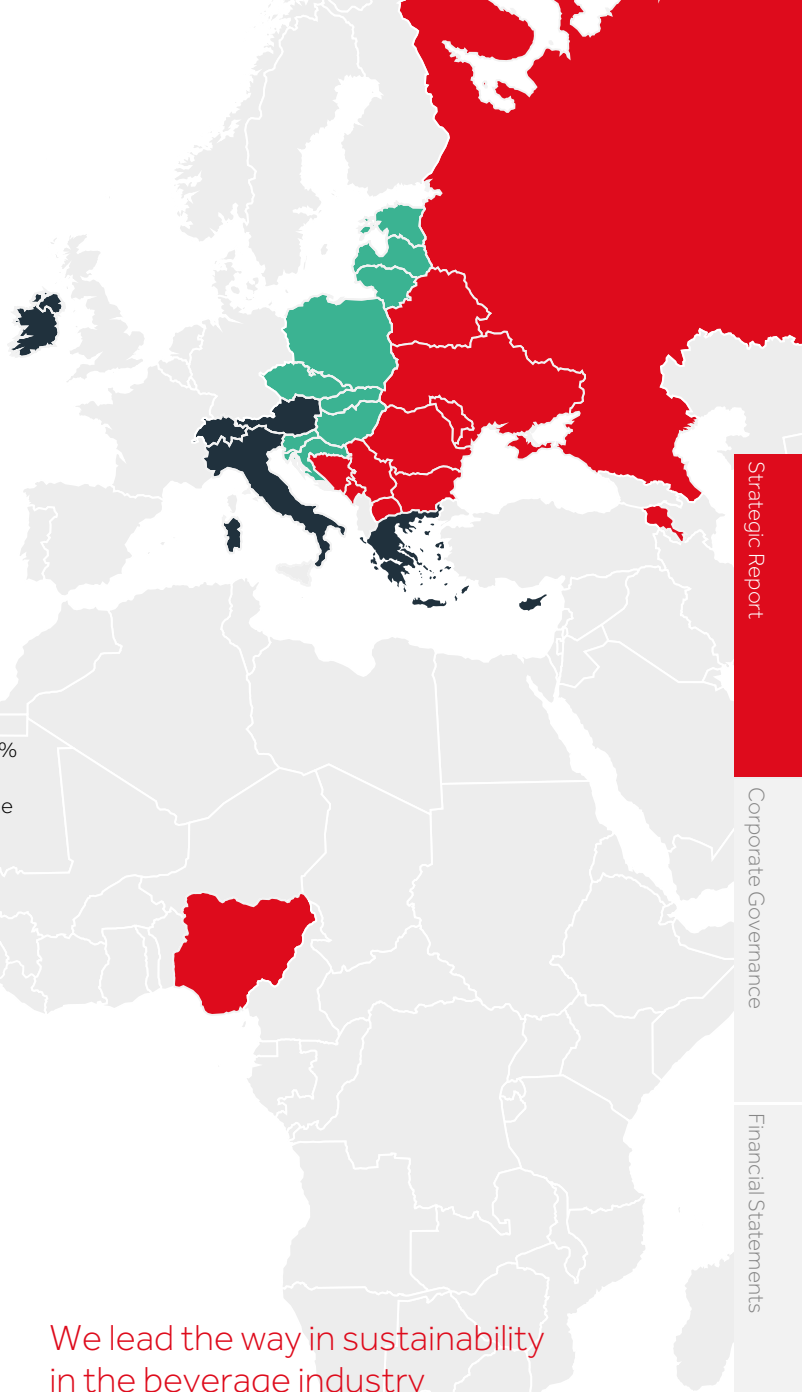 %
e
Strategic Report
Corporate Governance
Financial Statements
We lead the way in sustainability
in the beverage industry